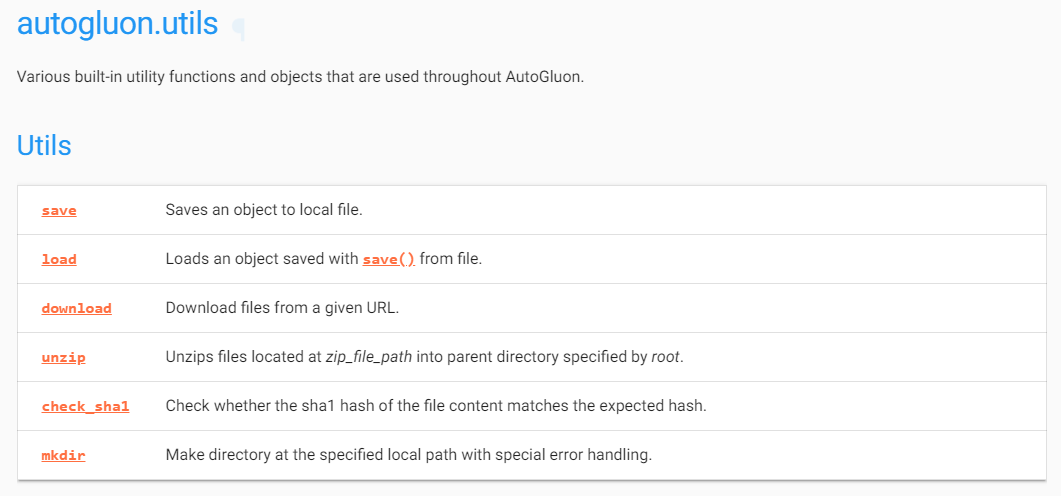 autogluon.utils ¶
Various built-in utility functions and objects that are used throughout AutoGluon.
Utils
save Saves an object to local file.
load Loads an object saved with save() from file.
download Download files from a given URL.
unzip Unzips files located at zip_file_path into parent directory specified by root.
check_sha1 Check whether the sha1 hash of the file content matches the expected hash.
mkdir Make directory at the specified local path with special error handling.